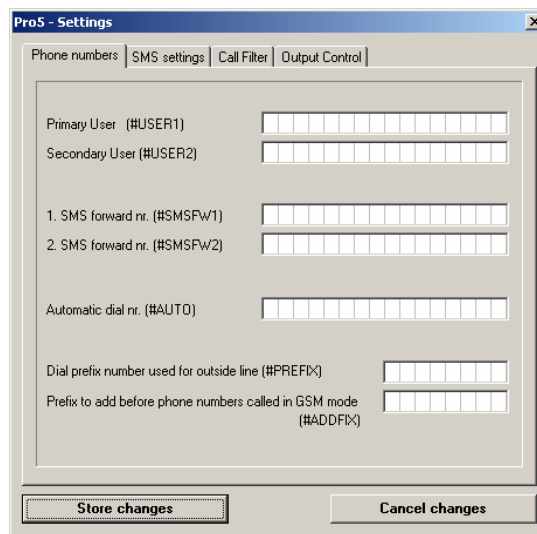 Pro5 - Settings
Phone numbers SMS settings Call Filter Output Control
Primary User (#USER1)
Secondary User (#USER2)
1. SMS forward nr. (#SMSFW1)
2. SMS forward nr. (#SMSFW2)
Automatic dial nr. (#AUTO)
Dial prefix number used for outside line (#PREFIX)
Prefix to add before phone numbers called in GSM mode
(#ADDFIX)
Store changes Cancel changes